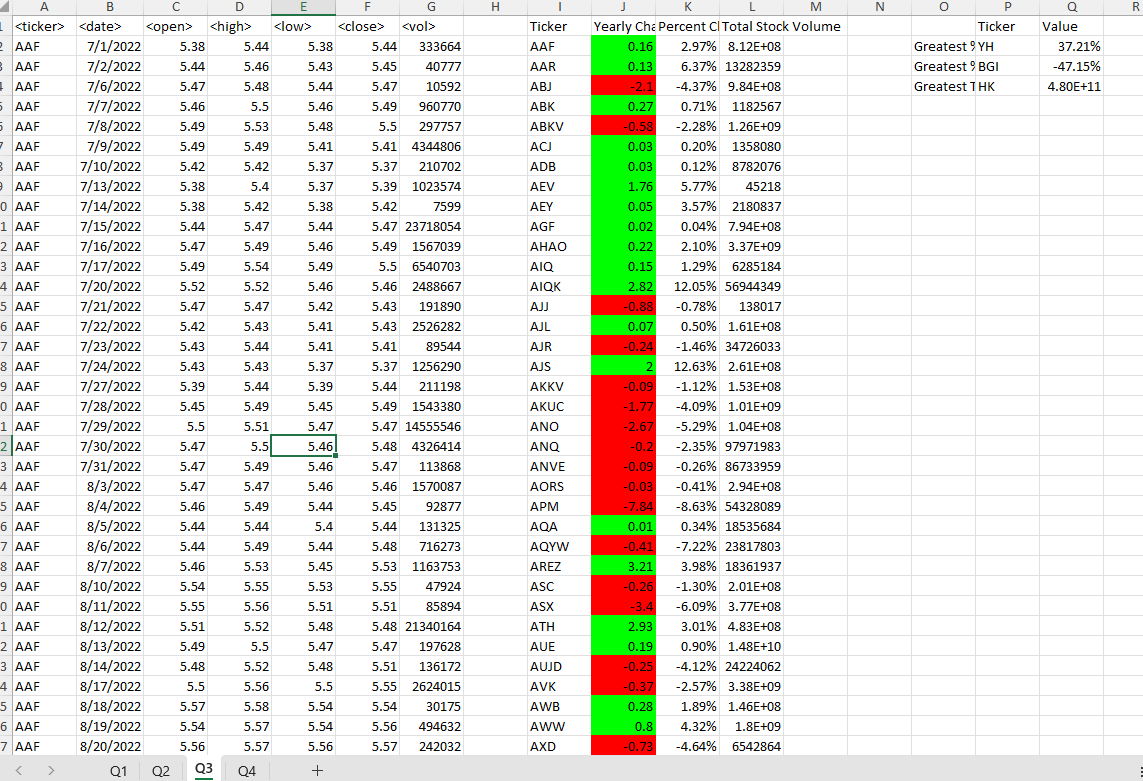 A B C D E F G H I J K L M N O P Q R
<ticker> <date> <open> <high> <low> <close> <vol> Ticker Yearly Cha Percent C Total Stock Volume Ticker Value
AAF 7/1/2022 5.38 5.44 5.38 5.44 333664 AAF 0.16 2.97% 8.12E+08 Greatest % YH 37.21%
AAF 7/2/2022 5.44 5.46 5.43 5.45 40777 AAR 0.13 6.37% 13282359 Greatest % BGI -47.15%
AAF 7/6/2022 5.47 5.48 5.44 5.47 10592 ABJ -2.1 -4.37% 9.84E+08 Greatest T HK 4.80E+11
AAF 7/7/2022 5.46 5.5 5.46 5.49 960770 ABK 0.27 0.71% 1182567
AAF 7/8/2022 5.49 5.53 5.48 5.5 297757 ABKV -0.58 -2.28% 1.26E+09
AAF 7/9/2022 5.49 5.49 5.41 5.41 4344806 ACJ 0.03 0.20% 1358080
AAF 7/10/2022 5.42 5.42 5.37 5.37 210702 ADB 0.03 0.12% 8782076
AAF 7/13/2022 5.38 5.4 5.37 5.39 1023574 AEV 1.76 5.77% 45218
AAF 7/14/2022 5.38 5.42 5.38 5.42 7599 AEY 0.05 3.57% 2180837
AAF 7/15/2022 5.44 5.47 5.44 5.47 23718054 AGF 0.02 0.04% 7.94E+08
AAF 7/16/2022 5.47 5.49 5.46 5.49 1567039 AHAO 0.22 2.10% 3.37E+09
AAF 7/17/2022 5.49 5.54 5.49 5.5 6540703 AIQ 0.15 1.29% 6285184
AAF 7/20/2022 5.52 5.52 5.46 5.46 2488667 AIQK 2.82 12.05% 56944349
AAF 7/21/2022 5.47 5.47 5.42 5.43 191890 AJJ -0.88 -0.78% 138017
AAF 7/22/2022 5.42 5.43 5.41 5.43 2526282 AJL 0.07 0.50% 1.61E+08
AAF 7/23/2022 5.43 5.44 5.41 5.41 89544 AJR -0.24 -1.46% 34726033
AAF 7/24/2022 5.43 5.43 5.37 5.37 1256290 AJS 2 12.63% 2.61E+08
AAF 7/27/2022 5.39 5.44 5.39 5.44 211198 AKKV -0.09 -1.12% 1.53E+08
AAF 7/28/2022 5.45 5.49 5.45 5.49 1543380 AKUC -1.77 -4.09% 1.01E+09
AAF 7/29/2022 5.5 5.51 5.47 5.47 14555546 ANO -2.67 -5.29% 1.04E+08
AAF 7/30/2022 5.47 5.5 5.46 5.48 4326414 ANQ -0.2 -2.35% 97971983
AAF 7/31/2022 5.47 5.49 5.46 5.47 113868 ANVE -0.09 -0.26% 86733959
AAF 8/3/2022 5.47 5.47 5.46 5.46 1570087 AORS -0.03 -0.41% 2.94E+08
AAF 8/4/2022 5.46 5.49 5.44 5.45 92877 APM -7.84 -8.63% 54328089
AAF 8/5/2022 5.44 5.44 5.4 5.44 131325 AQA 0.01 0.34% 18535684
AAF 8/6/2022 5.44 5.49 5.44 5.48 716273 AQYW -0.41 -7.22% 23817803
AAF 8/7/2022 5.46 5.53 5.45 5.53 1163753 AREZ 3.21 3.98% 18361937
AAF 8/10/2022 5.54 5.55 5.53 5.55 47924 ASC -0.26 -1.30% 2.01E+08
AAF 8/11/2022 5.55 5.56 5.51 5.51 85894 ASX -3.4 -6.09% 3.77E+08
AAF 8/12/2022 5.51 5.52 5.48 5.48 21340164 ATH 2.93 3.01% 4.83E+08
AAF 8/13/2022 5.49 5.5 5.47 5.47 197628 AUE 0.19 0.90% 1.48E+10
AAF 8/14/2022 5.48 5.52 5.48 5.51 136172 AUJD -0.25 -4.12% 24224062
AAF 8/17/2022 5.5 5.56 5.5 5.55 2624015 AVK -0.37 -2.57% 3.38E+09
AAF 8/18/2022 5.57 5.58 5.54 5.54 30175 AWB 0.28 1.89% 1.46E+08
AAF 8/19/2022 5.54 5.57 5.54 5.56 494632 AWW 0.8 4.32% 1.8E+09
AAF 8/20/2022 5.56 5.57 5.56 5.57 242032 AXD -0.73 -4.64% 6542864
Q1 Q2 Q3 Q4